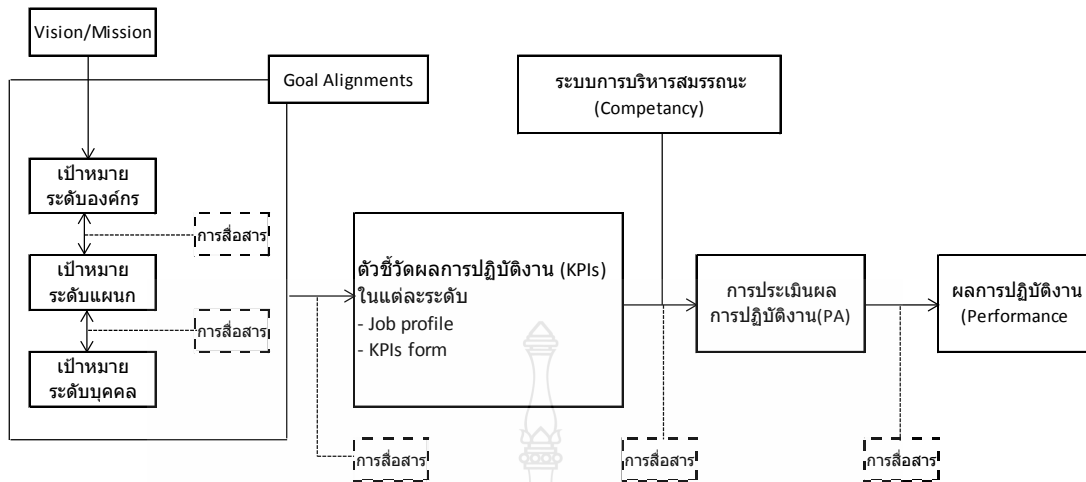 Vision/Mission
Goal Alignments
ระบบการบริหารสมรรถนะ
(Competancy)
เป้าหมาย
ระดับองค์กร
การสื่อสาร
เป้าหมาย
ระดับแผนก
การสื่อสาร
เป้าหมาย
ระดับบุคคล
ตัวชี้วัดผลการปฏิบัติงาน (KPIs)
ในแต่ละระดับ
- Job profile
- KPIs form
การประเมินผล
การปฏิบัติงาน(PA)
ผลการปฏิบัติงาน
(Performance
การสื่อสาร
การสื่อสาร
การสื่อสาร